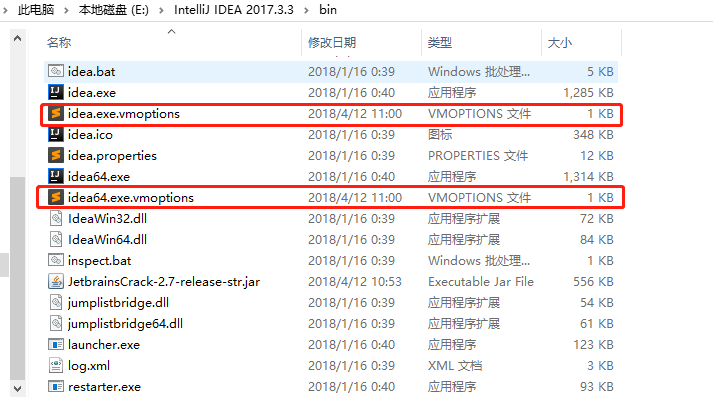 此电脑 > 本地磁盘 (E:) > IntelliJ IDEA 2017.3.3 > bin
名称 修改日期 类型 大小
idea.bat 2018/1/16 0:39 Windows 批处理... 5 KB
idea.exe 2018/1/16 0:40 应用程序 1,285 KB
idea.exe.vmoptions 2018/4/12 11:00 VMOPTIONS 文件 1 KB
idea.ico 2018/1/16 0:39 图标 348 KB
idea.properties 2018/1/16 0:39 PROPERTIES 文件 12 KB
idea64.exe 2018/1/16 0:40 应用程序 1,314 KB
idea64.exe.vmoptions 2018/4/12 11:00 VMOPTIONS 文件 1 KB
IdeaWin32.dll 2018/1/16 0:39 应用程序扩展 72 KB
IdeaWin64.dll 2018/1/16 0:39 应用程序扩展 84 KB
inspect.bat 2018/1/16 0:39 Windows 批处理... 1 KB
JetbrainsCrack-2.7-release-str.jar 2018/4/12 10:53 Executable Jar File 556 KB
jumplistbridge.dll 2018/1/16 0:39 应用程序扩展 54 KB
jumplistbridge64.dll 2018/1/16 0:39 应用程序扩展 61 KB
launcher.exe 2018/1/16 0:40 应用程序 123 KB
log.xml 2018/1/16 0:39 XML 文档 3 KB
restarter.exe 2018/1/16 0:40 应用程序 93 KB